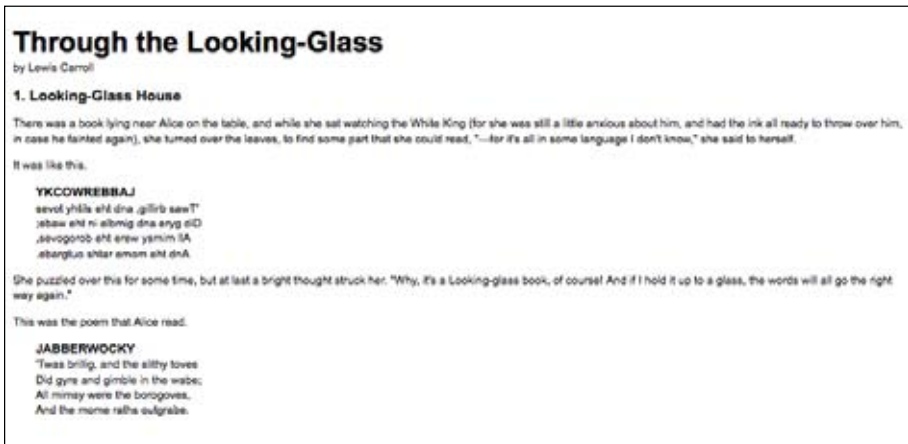 Through the Looking-Glass
by Lewis Carroll
1. Looking-Glass House
There was a book lying near Alice on the table, and while she sat watching the White King (for she was still a little anxious about him, and had the ink all ready to throw over him,
in case he fainted again), she turned over the leaves, to find some part that she could read, "—for it's all in some language I don't know," she said to herself.
It was like this.
YKCOWREBBAJ
sevot yhtils eht dna ,gillirb sawT'
;ebaw eht ni elbmig dna eryg diD
,sevogorob eht erew ysmim llA
.ebargtuo shtar emom eht dnA
She puzzled over this for some time, but at last a bright thought struck her. "Why, it's a Looking-glass book, of course! And if I hold it up to a glass, the words will all go the right
way again."
This was the poem that Alice read.
JABBERWOCKY
'Twas brillig, and the slithy toves
Did gyre and gimble in the wabe;
All mimsy were the borogoves,
And the mome raths outgrabe.